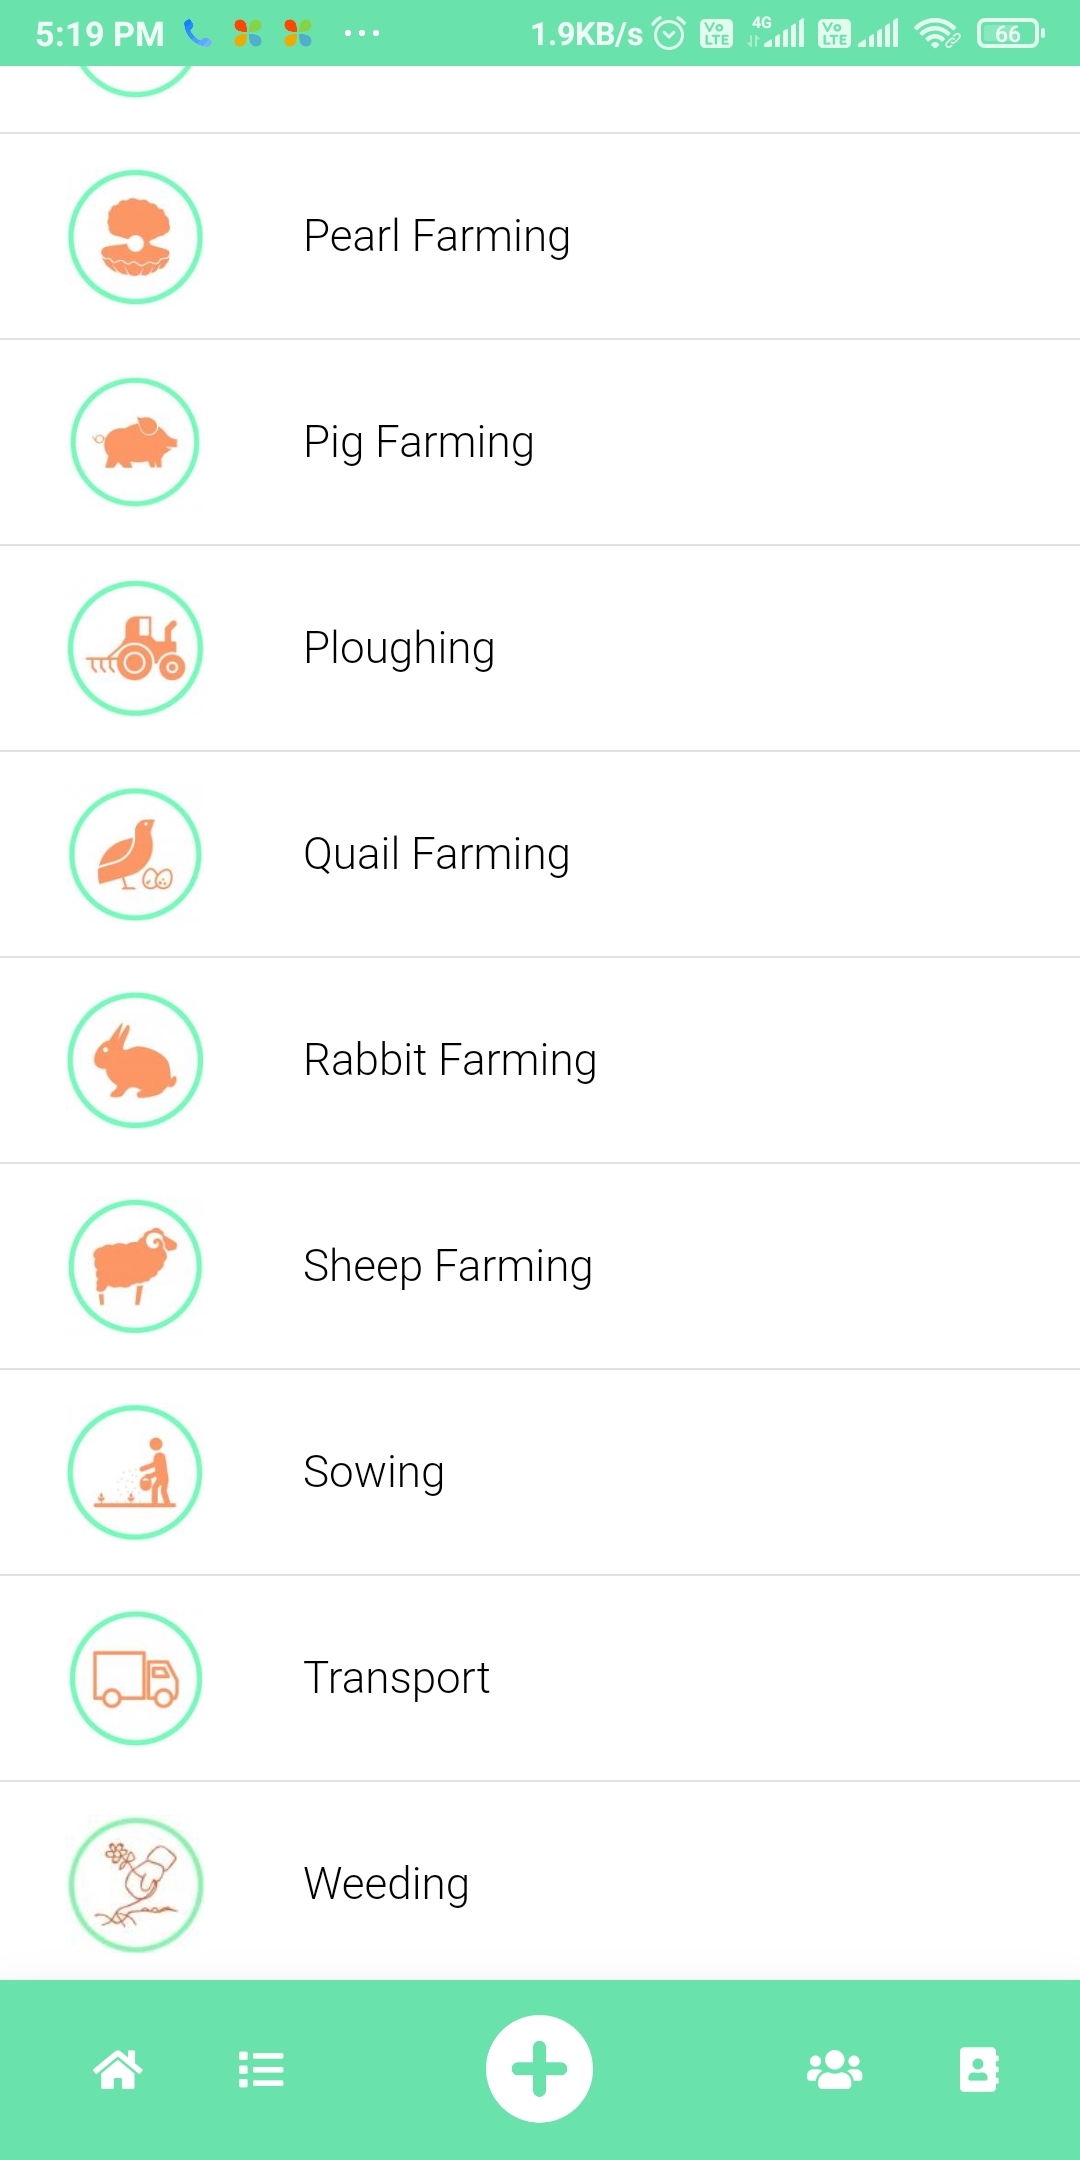 5:19 PM 1.9KB/s Vo LTE 4G Vo LTE 66
Pearl Farming
Pig Farming
Ploughing
Quail Farming
Rabbit Farming
Sheep Farming
Sowing
Transport
Weeding